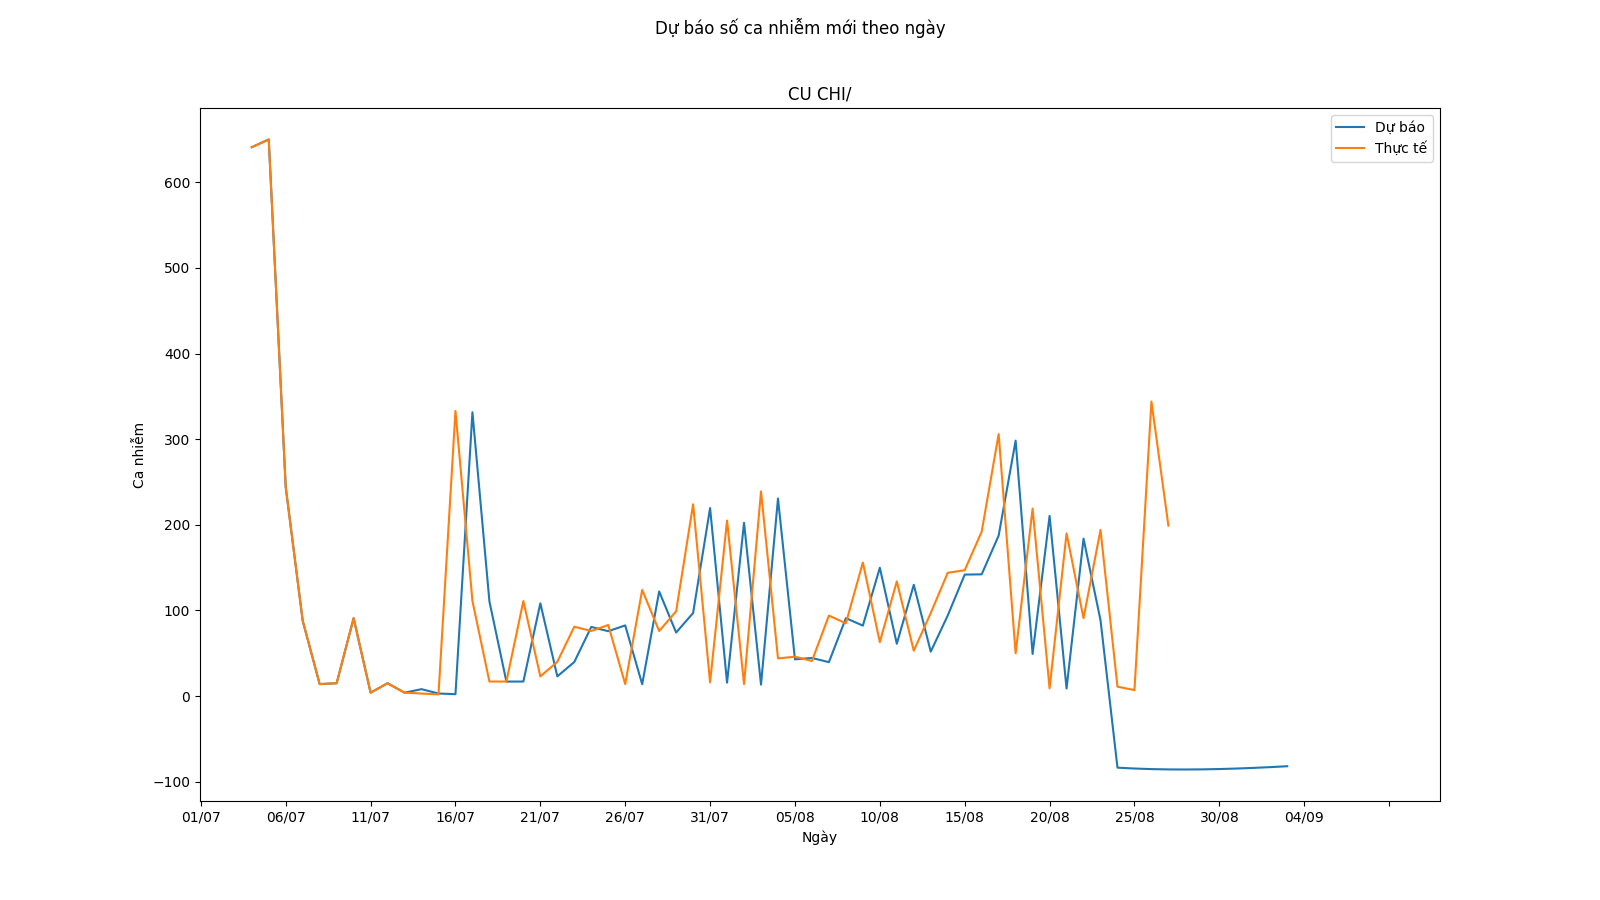 Dự báo số ca nhiễm mới theo ngày
CU CHI/
Dự báo
Thực tế
600
500
400
300
200
100
0
−100
Ca nhiễm
01/07 06/07 11/07 16/07 21/07 26/07 31/07 05/08 10/08 15/08 20/08 25/08 30/08 04/09
Ngày